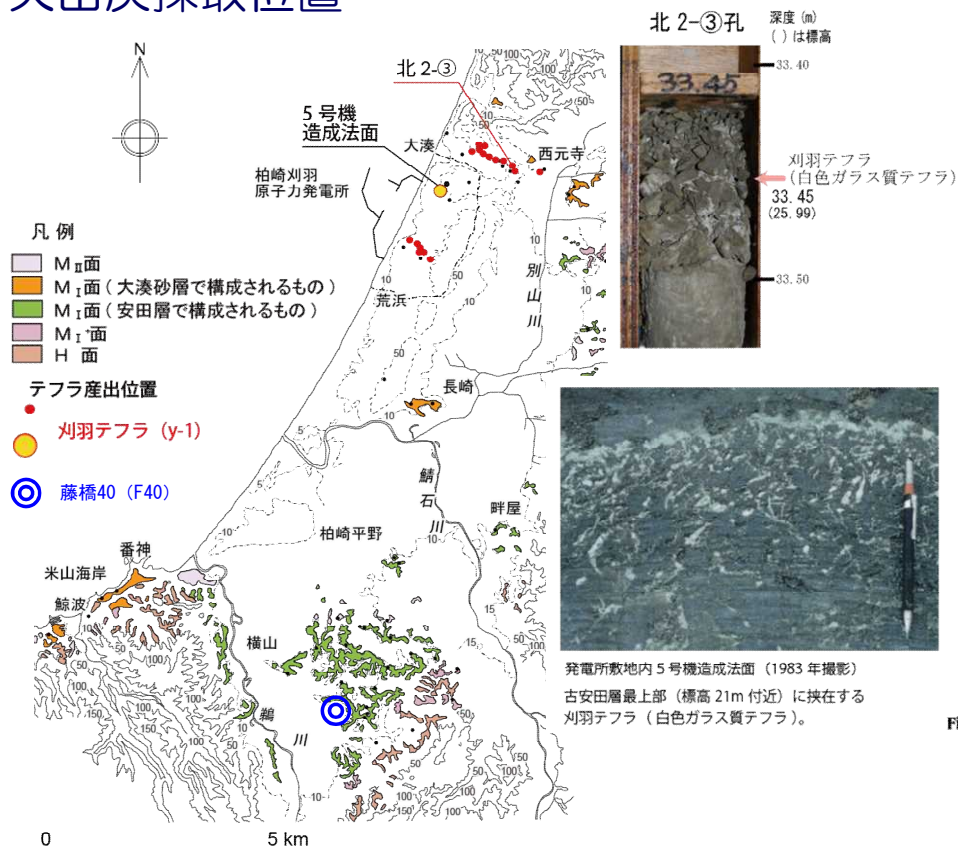 火山灰採取位置
N
凡 例
MⅡ面
MⅠ面 ( 大湊砂層で構成されるもの )
MⅠ面 ( 安田層で構成されるもの )
MⅠ⁺面
H 面
テフラ産出位置
刈羽テフラ (y-1)
藤橋40 (F40)
北 2-③
5 号機
造成法面
大湊
西元寺
柏崎刈羽
原子力発電所
荒浜
別山川
長崎
鯖石川
柏崎平野
畔屋
番神
米山海岸
鯨波
横山
鵜川
0
5 km
北 2-③孔
深度 (m)
( ) は標高
33.40
33.45
刈羽テフラ
(白色ガラス質テフラ)
33.45
(25.99)
33.50
発電所敷地内 5 号機造成法面 (1983 年撮影)
古安田層最上部 (標高 21m 付近) に挟在する
刈羽テフラ ( 白色ガラス質テフラ )。